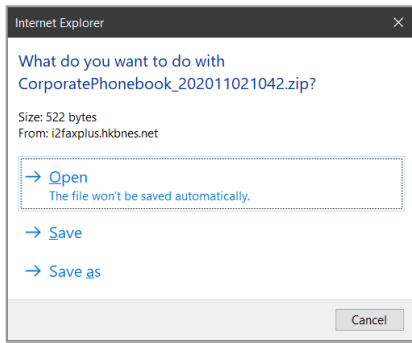 Internet Explorer
What do you want to do with
CorporatePhonebook_202011021042.zip?
Size: 522 bytes
From: i2faxplus.hkbnes.net
→ Open
The file won't be saved automatically.
→ Save
→ Save as
Cancel